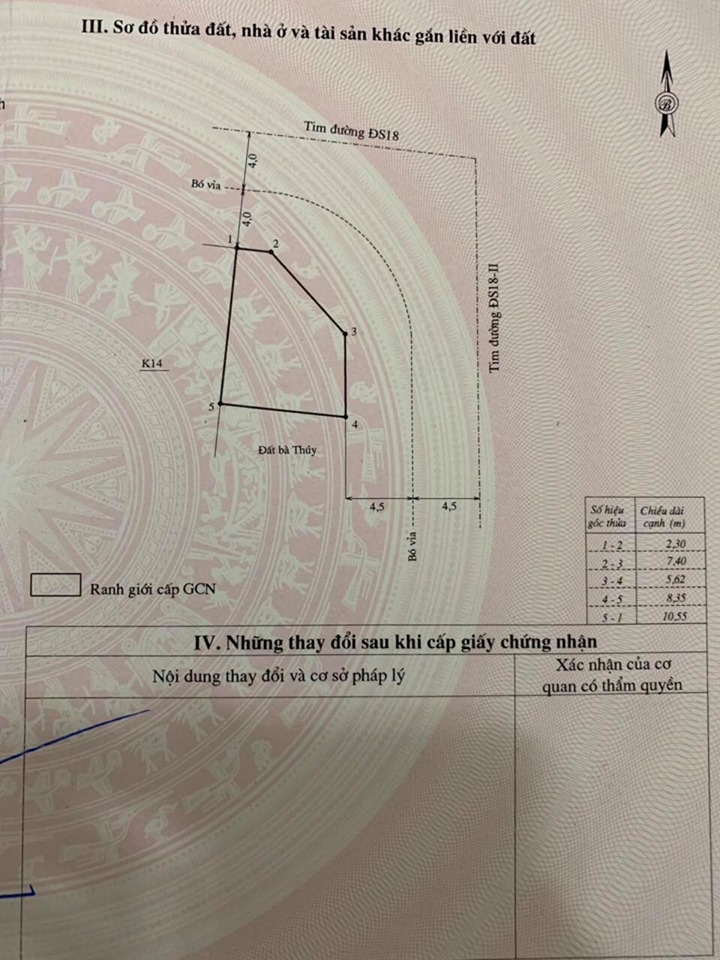 III. Sơ đồ thửa đất, nhà ở và tài sản khác gắn liền với đất
h
B
Tim đường ĐS18
4,0
Bó vỉa
4,0
1
2
Tim đường ĐS18-II
3
K14
5
4
Đất bà Thúy
4,5
4,5
Bó vỉa
Số hiệu góc thửa
Chiều dài cạnh (m)
1 - 2 2,30
2 - 3 7,40
3 - 4 5,62
4 - 5 8,35
5 - 1 10,55
Ranh giới cấp GCN
IV. Những thay đổi sau khi cấp giấy chứng nhận
Nội dung thay đổi và cơ sở pháp lý
Xác nhận của cơ
quan có thẩm quyền